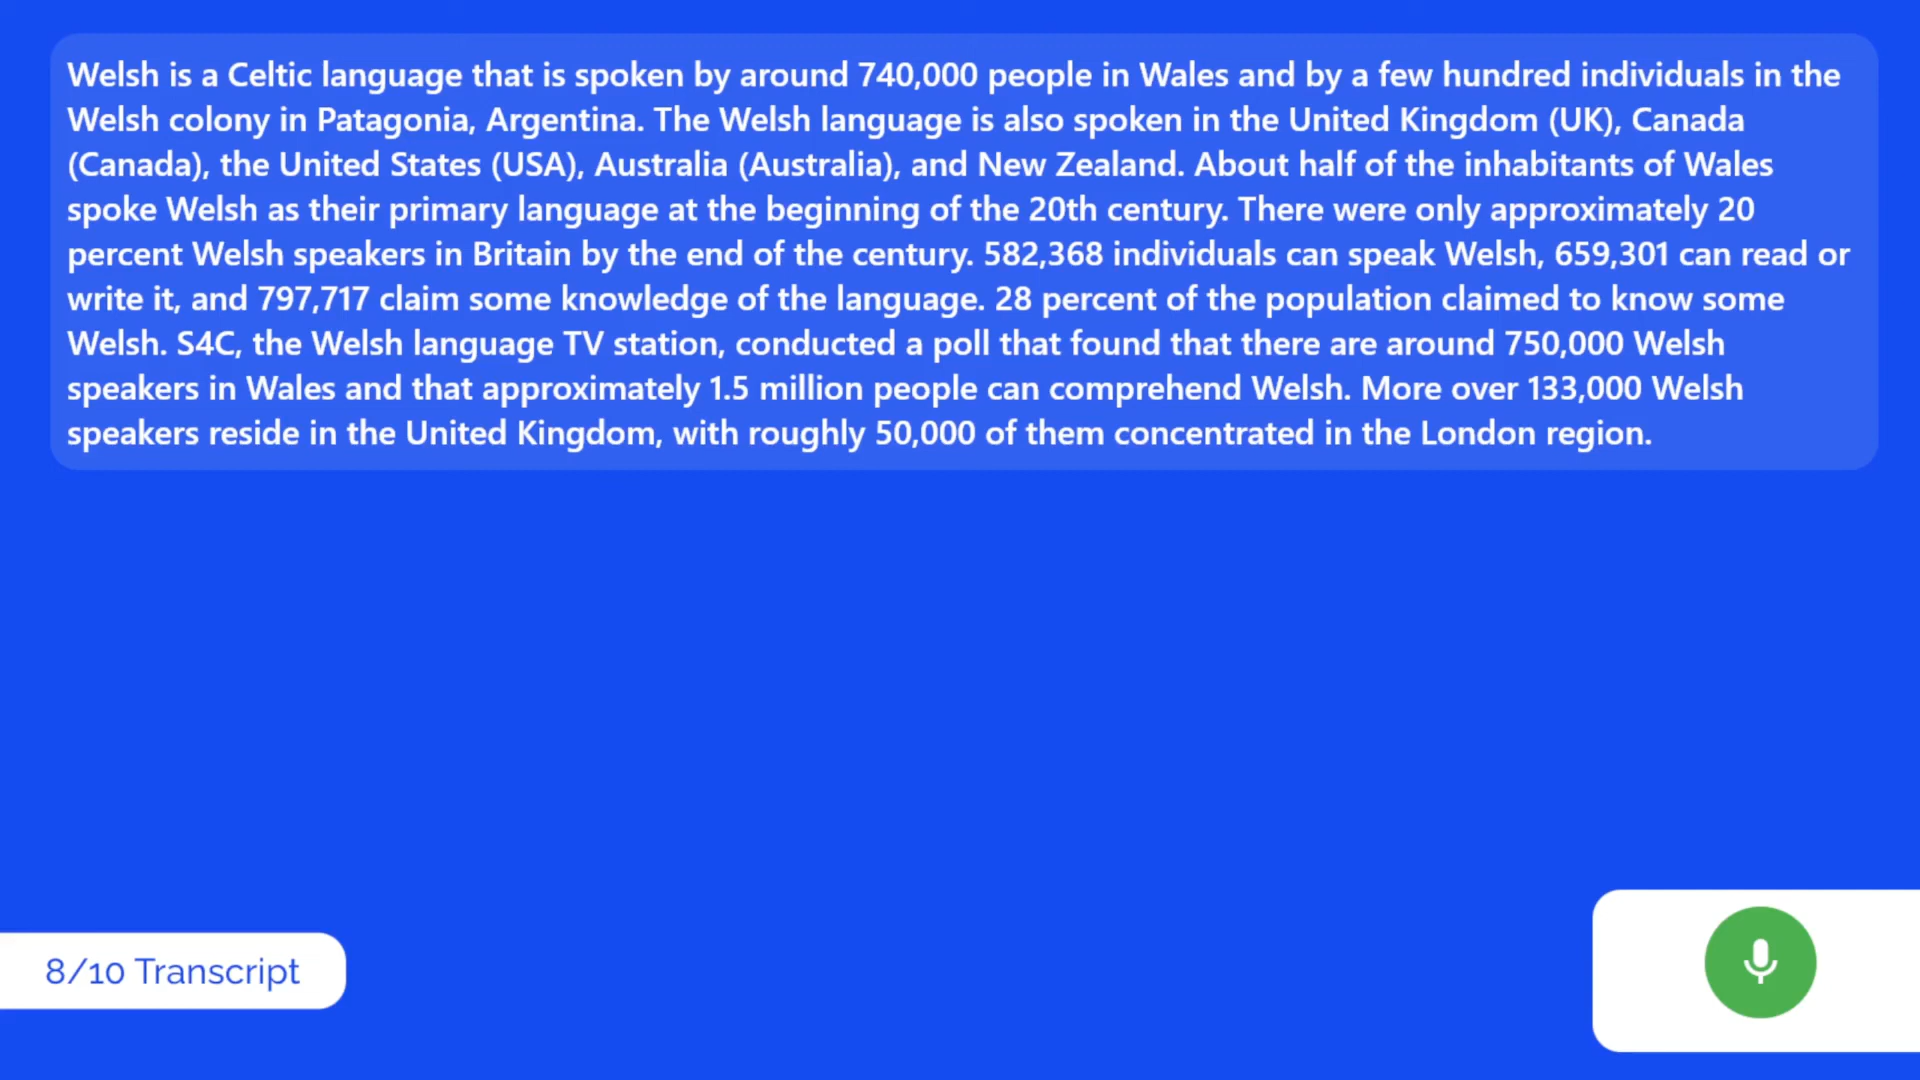 Welsh is a Celtic language that is spoken by around 740,000 people in Wales and by a few hundred individuals in the
Welsh colony in Patagonia, Argentina. The Welsh language is also spoken in the United Kingdom (UK), Canada
(Canada), the United States (USA), Australia (Australia), and New Zealand. About half of the inhabitants of Wales
spoke Welsh as their primary language at the beginning of the 20th century. There were only approximately 20
percent Welsh speakers in Britain by the end of the century. 582,368 individuals can speak Welsh, 659,301 can read or
write it, and 797,717 claim some knowledge of the language. 28 percent of the population claimed to know some
Welsh. S4C, the Welsh language TV station, conducted a poll that found that there are around 750,000 Welsh
speakers in Wales and that approximately 1.5 million people can comprehend Welsh. More over 133,000 Welsh
speakers reside in the United Kingdom, with roughly 50,000 of them concentrated in the London region.
8/10 Transcript